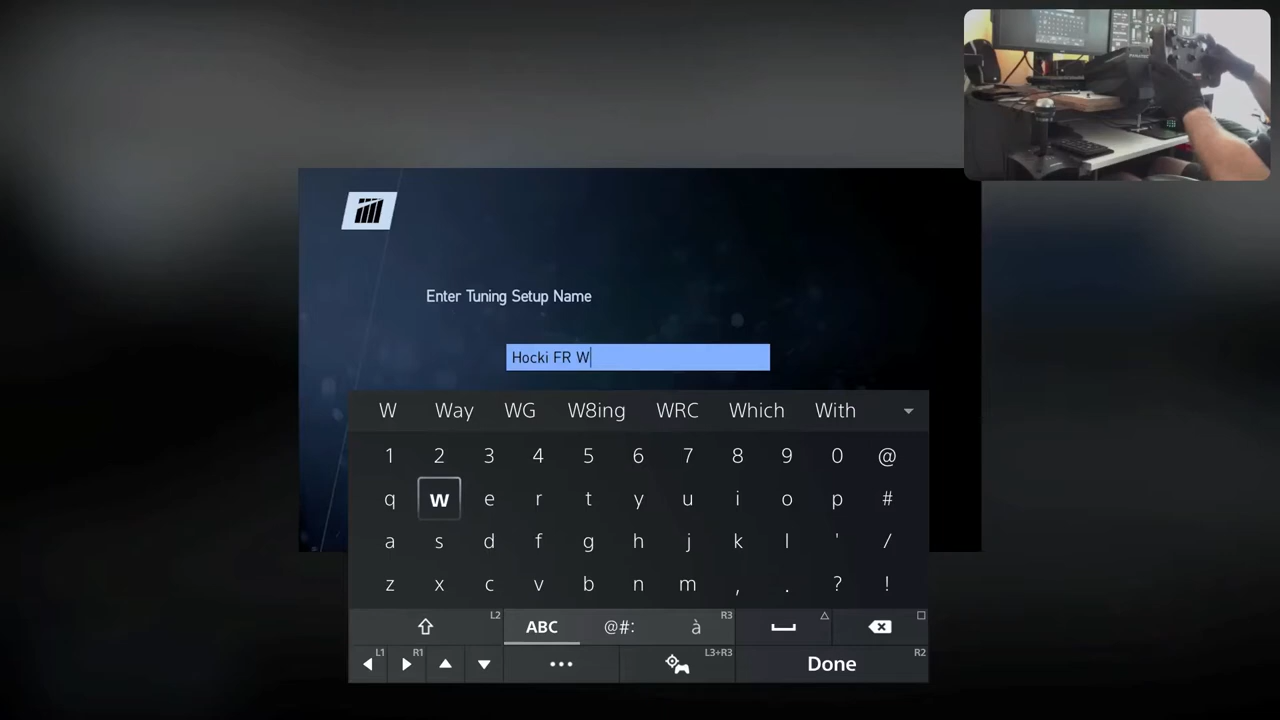 Enter Tuning Setup Name
Hocki FR W
W Way WG W8ing WRC Which With
1 2 3 4 5 6 7 8 9 0 @
q w e r t y u i o p #
a s d f g h j k l ' /
z x c v b n m , . ? !
L2 ABC @#: à R3
L1 R1 ••• L3+R3 Done R2